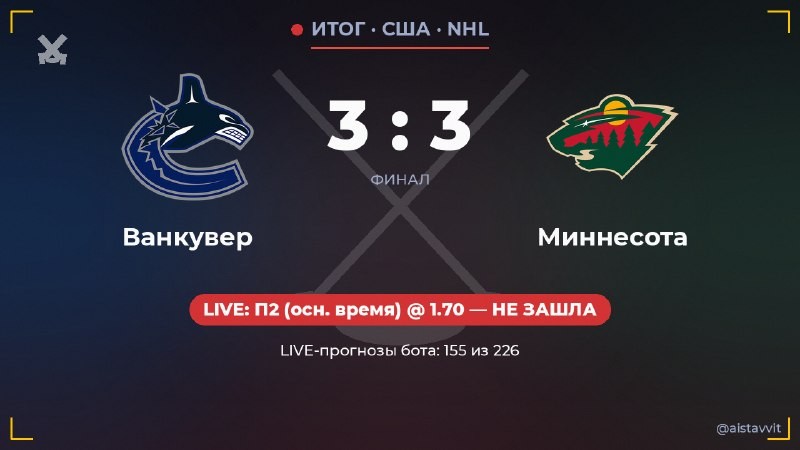 ИТОГ · США · NHL
3 : 3
ФИНАЛ
Ванкувер
Миннесота
LIVE: П2 (осн. время) @ 1.70 — НЕ ЗАШЛА
LIVE-прогнозы бота: 155 из 226
@aistavvit